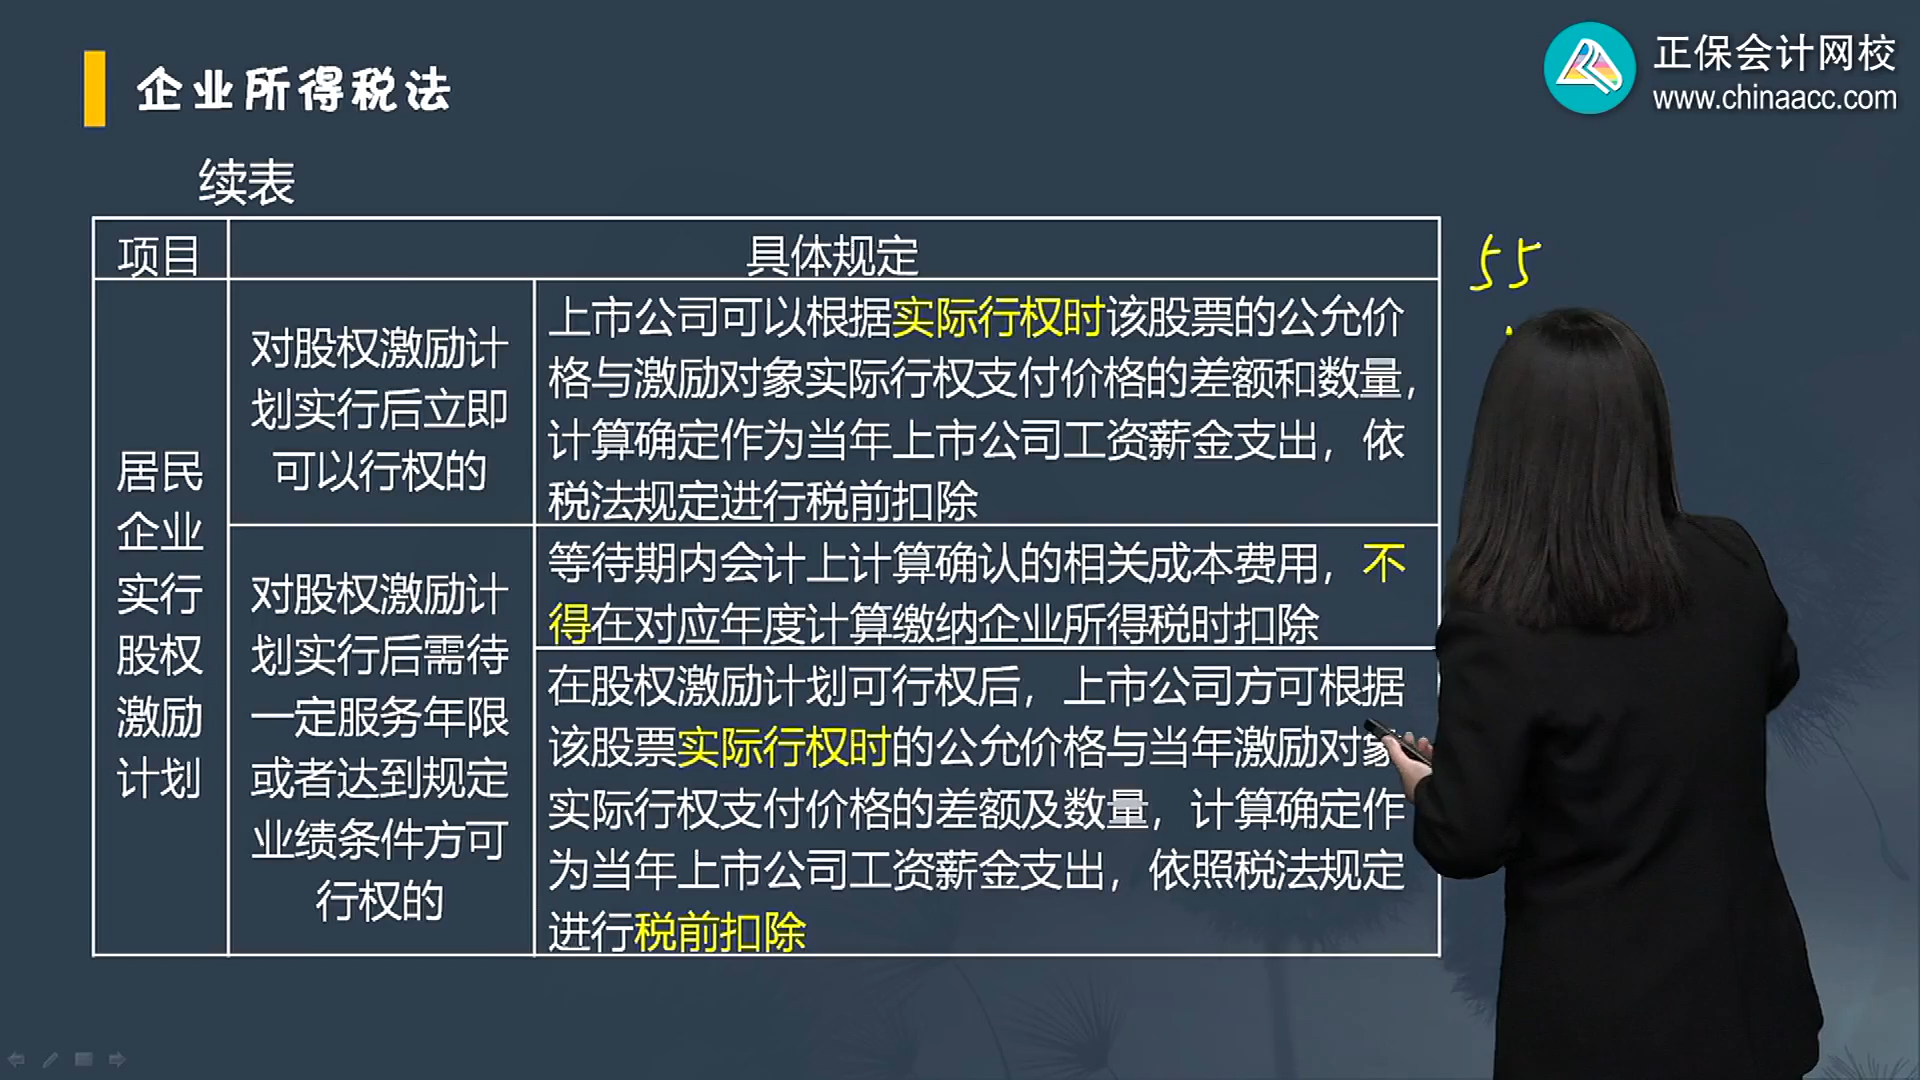 企业所得税法
正保会计网校
www.chinaacc.com
续表
项目
具体规定
居民
企业
实行
股权
激励
计划
对股权激励计
划实行后立即
可以行权的
上市公司可以根据实际行权时该股票的公允价
格与激励对象实际行权支付价格的差额和数量，
计算确定作为当年上市公司工资薪金支出，依
税法规定进行税前扣除
对股权激励计
划实行后需待
一定服务年限
或者达到规定
业绩条件方可
行权的
等待期内会计上计算确认的相关成本费用，不
得在对应年度计算缴纳企业所得税时扣除
在股权激励计划可行权后，上市公司方可根据
该股票实际行权时的公允价格与当年激励对象
实际行权支付价格的差额及数量，计算确定作
为当年上市公司工资薪金支出，依照税法规定
进行税前扣除
55